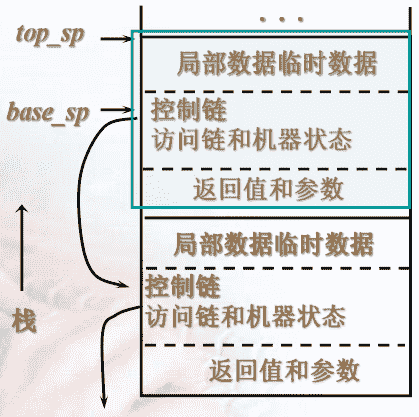 . . .
top_sp
局部数据临时数据
base_sp
控制链
访问链和机器状态
返回值和参数
局部数据临时数据
栈
控制链
访问链和机器状态
返回值和参数